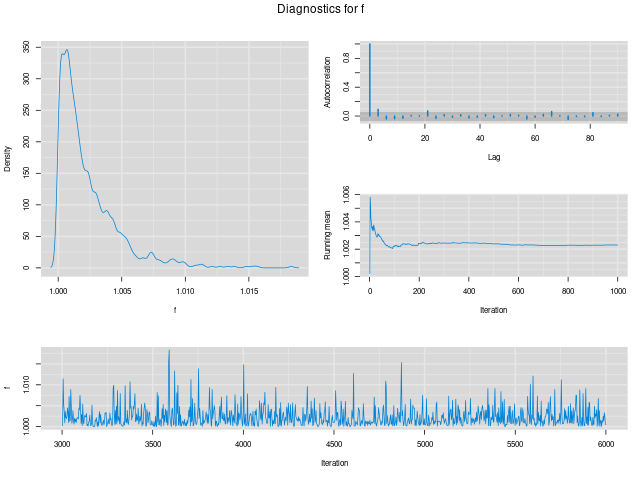 Diagnostics for f
Density
0 50 100 150 200 250 300 350
1.000 1.005 1.010 1.015
f
Autocorrelation
0.0 0.4 0.8
0 20 40 60 80
Lag
Running mean
1.000 1.002 1.004 1.006
0 200 400 600 800 1000
Iteration
f
1.000 1.010
3000 3500 4000 4500 5000 5500 6000
Iteration